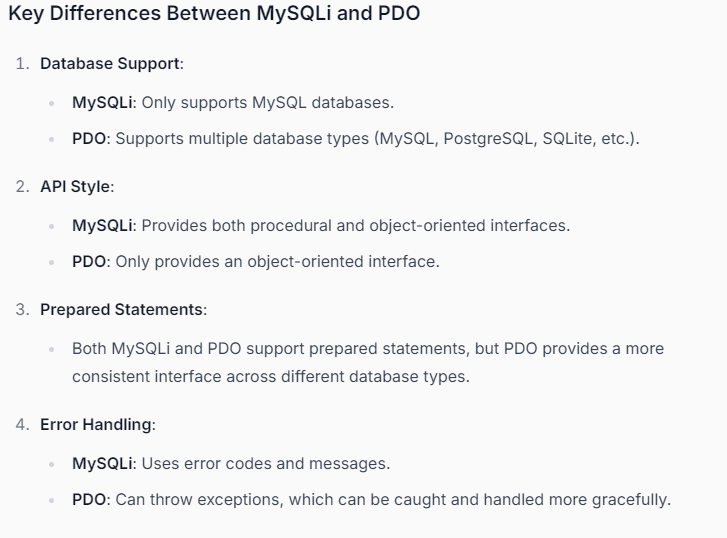 Key Differences Between MySQLi and PDO
1. Database Support:
• MySQLi: Only supports MySQL databases.
• PDO: Supports multiple database types (MySQL, PostgreSQL, SQLite, etc.).
2. API Style:
• MySQLi: Provides both procedural and object-oriented interfaces.
• PDO: Only provides an object-oriented interface.
3. Prepared Statements:
• Both MySQLi and PDO support prepared statements, but PDO provides a more
consistent interface across different database types.
4. Error Handling:
• MySQLi: Uses error codes and messages.
• PDO: Can throw exceptions, which can be caught and handled more gracefully.